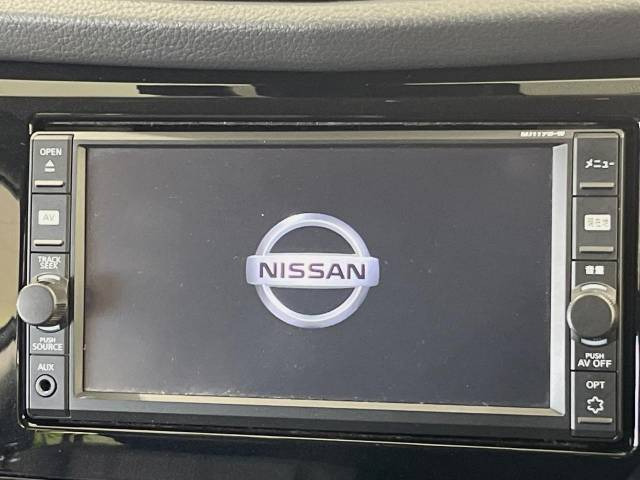 OPEN
AV
TRACK
SEEK
PUSH
SOURCE
AUX
NISSAN
メニュー
現在地
音量
PUSH
AV OFF
OPT